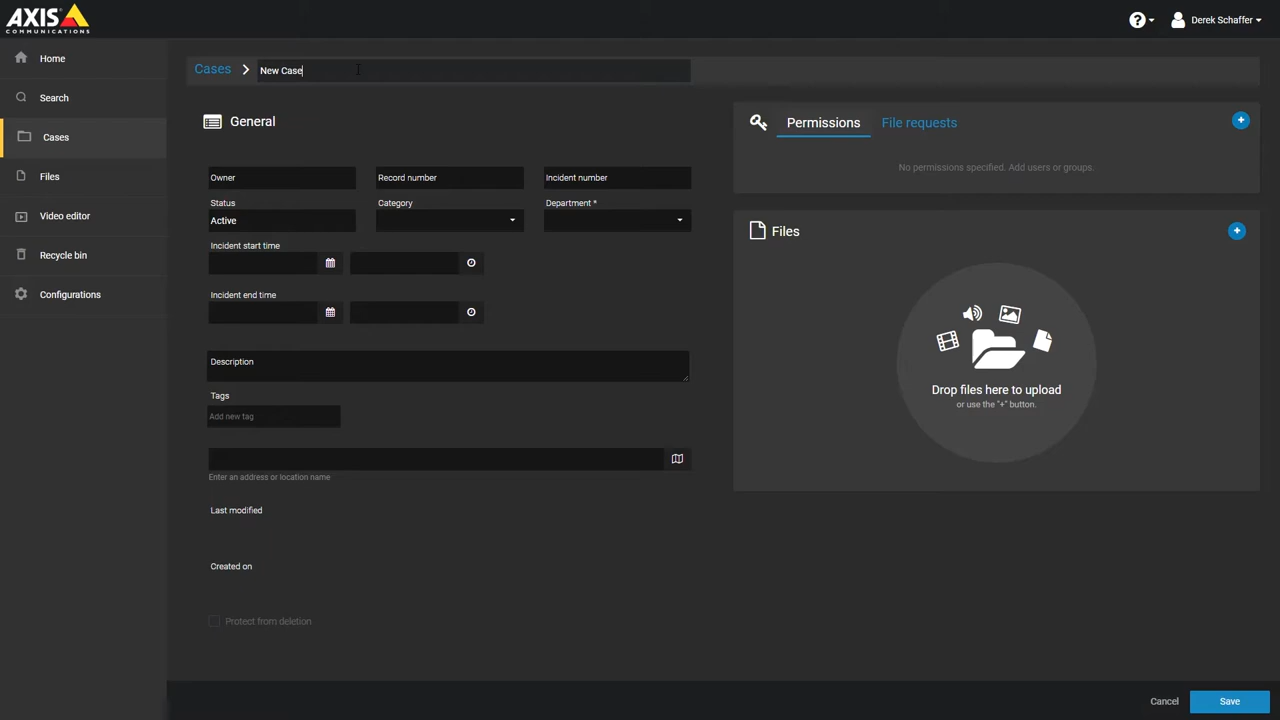 AXIS
COMMUNICATIONS
?
Derek Schaffer
Home
Search
Cases
Files
Video editor
Recycle bin
Configurations
Cases > New Case
General
Owner
Record number
Incident number
Status
Category
Department *
Active
Incident start time
Incident end time
Description
Tags
Add new tag
Enter an address or location name
Last modified
Created on
Protect from deletion
Permissions
File requests
+
No permissions specified. Add users or groups.
Files
+
Drop files here to upload
or use the "+" button.
Cancel
Save